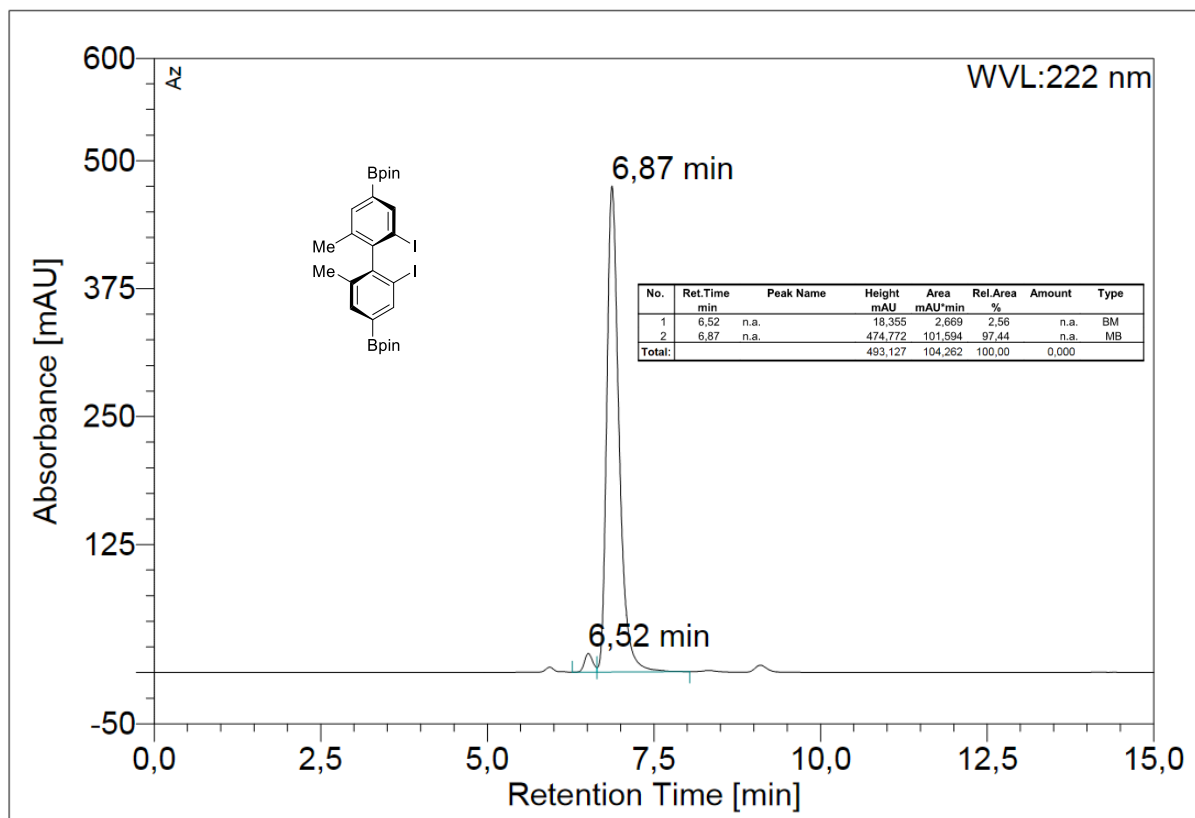 600
Az
WVL:222 nm
500
6,87 min
Bpin
Me
I
Me
I
Bpin
375
No. Ret.Time Peak Name Height Area Rel.Area Amount Type
min mAU mAU*min %
1 6,52 n.a. 18,355 2,669 2,56 n.a. BM
2 6,87 n.a. 474,772 101,594 97,44 n.a. MB
Total: 493,127 104,262 100,00 0,000
250
Absorbance [mAU]
125
6,52 min
-50
0,0 2,5 5,0 7,5 10,0 12,5 15,0
Retention Time [min]